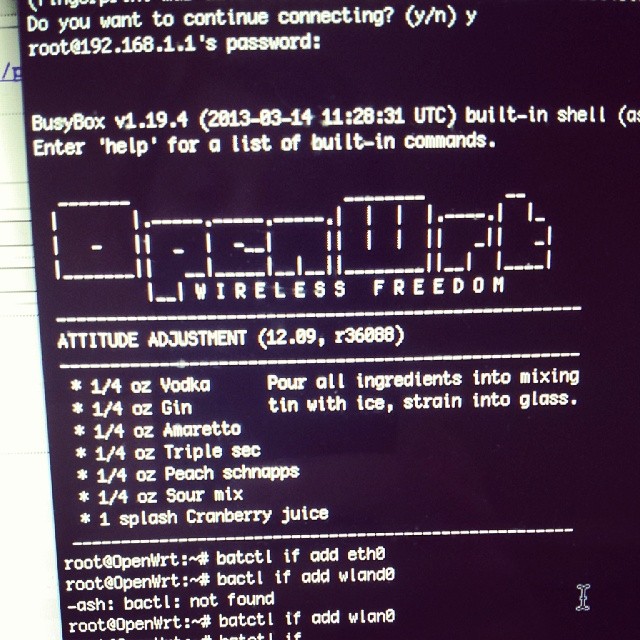 Do you want to continue connecting? (y/n) y
root@192.168.1.1's password:
BusyBox v1.19.4 (2013-03-14 11:28:31 UTC) built-in shell
Enter 'help' for a list of built-in commands.
OpenWrt
WIRELESS FREEDOM
ATTITUDE ADJUSTMENT (12.09, r36088)
* 1/4 oz Vodka Pour all ingredients into mixing
* 1/4 oz Gin tin with ice, strain into glass.
* 1/4 oz Amaretto
* 1/4 oz Triple sec
* 1/4 oz Peach schnapps
* 1/4 oz Sour mix
* 1 splash Cranberry juice
root@OpenWrt:~# batctl if add eth0
root@OpenWrt:~# bactl if add wland0
-ash: bactl: not found
root@OpenWrt:~# batctl if add wlan0